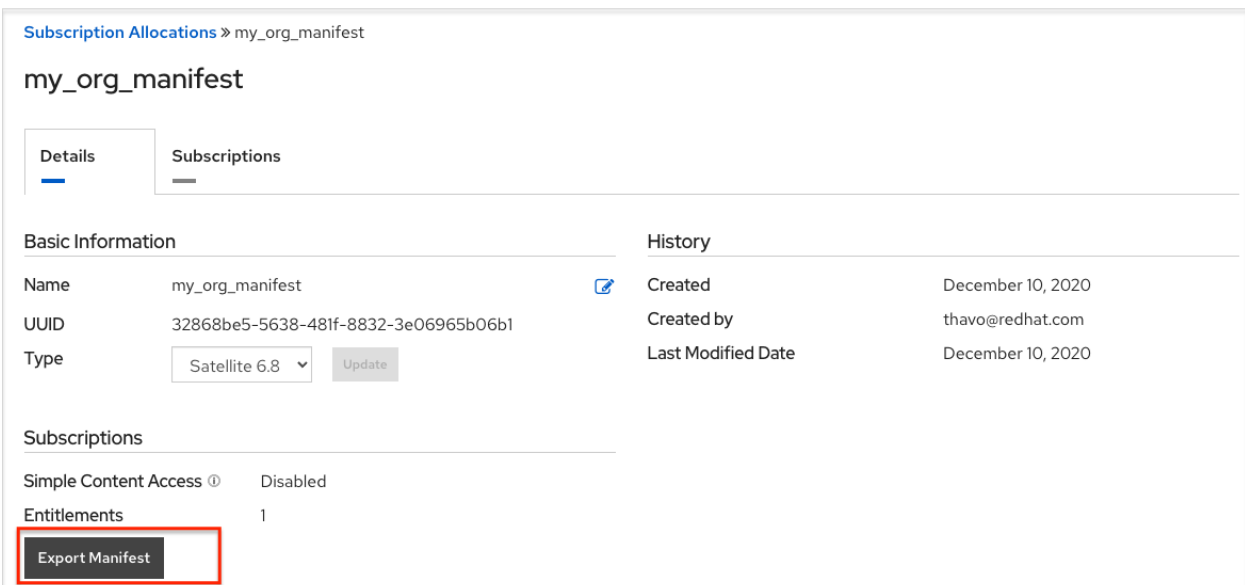 Subscription Allocations » my_org_manifest
my_org_manifest
Details
Subscriptions
Basic Information
Name my_org_manifest
UUID 32868be5-5638-481f-8832-3e06965b06b1
Type Satellite 6.8 Update
Subscriptions
Simple Content Access Disabled
Entitlements 1
Export Manifest
History
Created December 10, 2020
Created by thavo@redhat.com
Last Modified Date December 10, 2020